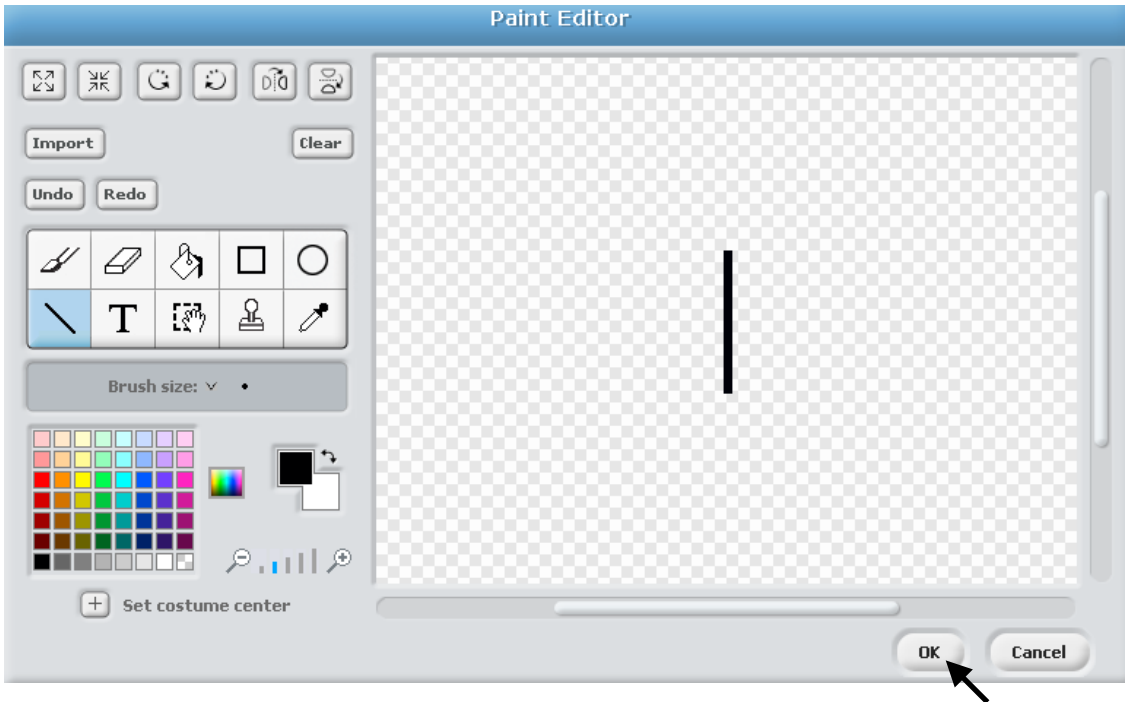 Paint Editor
Import
Clear
Undo
Redo
T
Brush size:
Set costume center
OK
Cancel